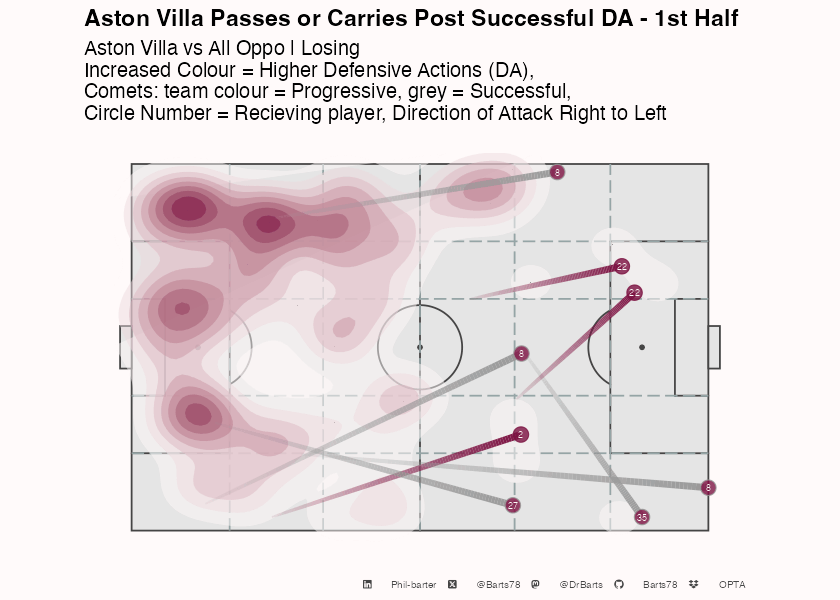 Aston Villa Passes or Carries Post Successful DA - 1st Half
Aston Villa vs All Oppo | Losing
Increased Colour = Higher Defensive Actions (DA),
Comets: team colour = Progressive, grey = Successful,
Circle Number = Recieving player, Direction of Attack Right to Left
8
22
22
8
2
8
27
35
Phil-barter @Barts78 @DrBarts Barts78 OPTA